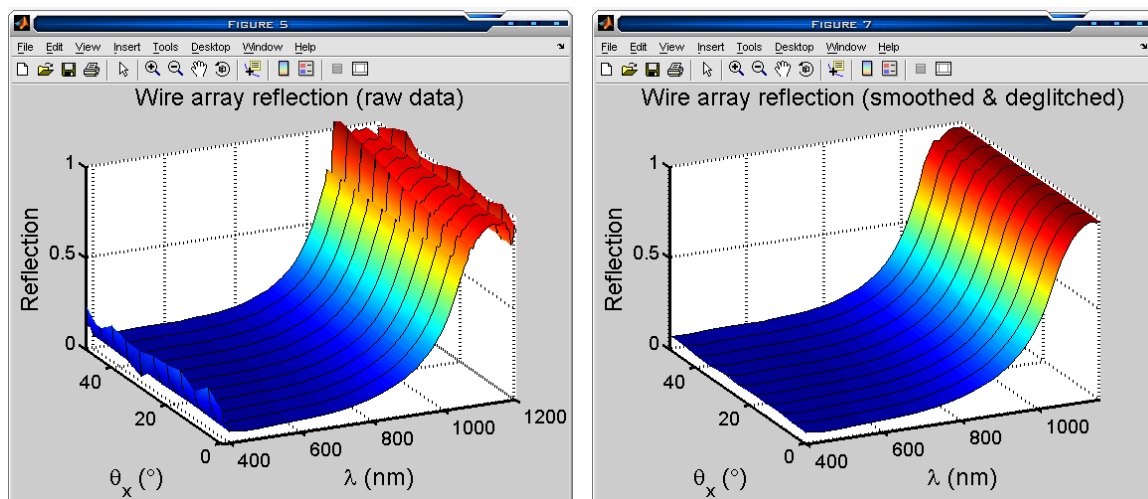 FIGURE 5
File Edit View Insert Tools Desktop Window Help
Wire array reflection (raw data)
1
0.5
0
Reflection
40
20
0
θx (°)
400
600
800
1000
1200
λ (nm)
FIGURE 7
File Edit View Insert Tools Desktop Window Help
Wire array reflection (smoothed & deglitched)
1
0.5
0
Reflection
40
20
0
θx (°)
400
600
800
1000
1200
λ (nm)